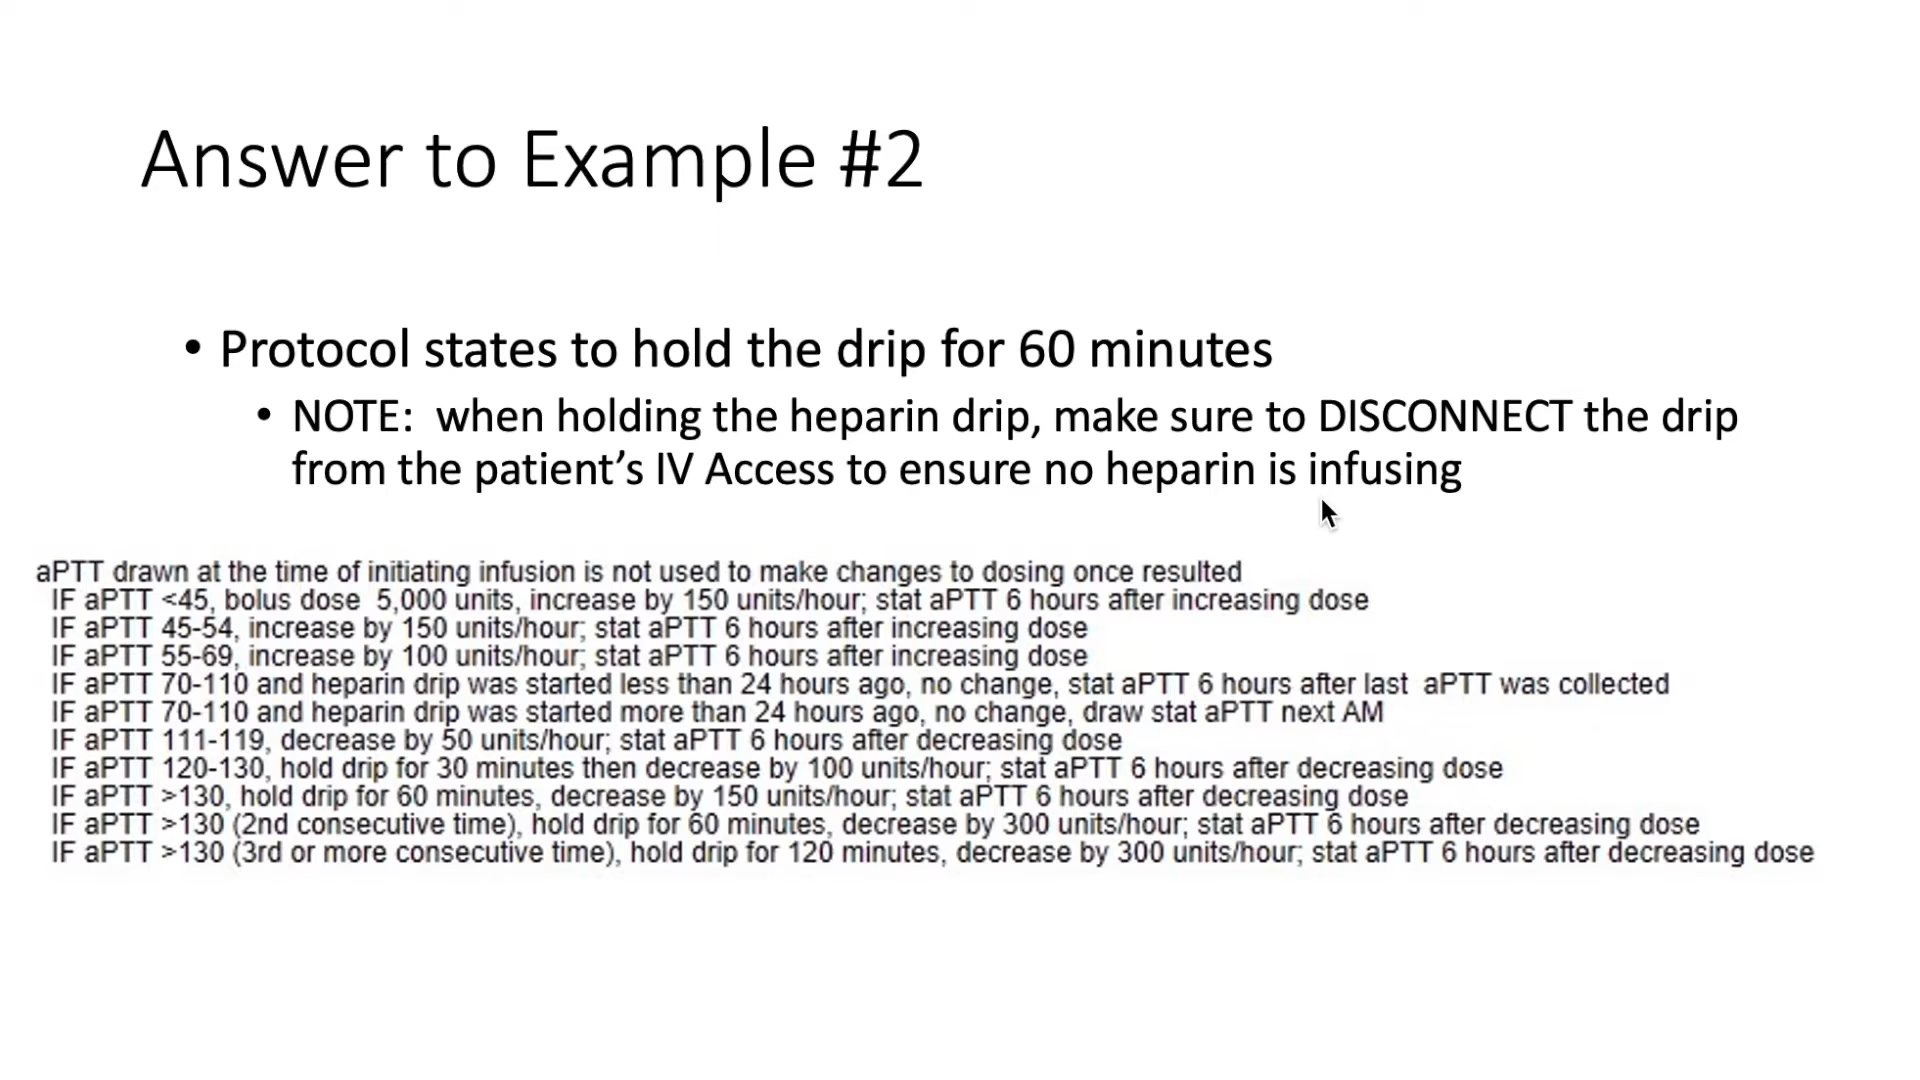 Answer to Example #2
• Protocol states to hold the drip for 60 minutes
• NOTE:  when holding the heparin drip, make sure to DISCONNECT the drip
from the patient’s IV Access to ensure no heparin is infusing
aPTT drawn at the time of initiating infusion is not used to make changes to dosing once resulted
IF aPTT <45, bolus dose  5,000 units, increase by 150 units/hour; stat aPTT 6 hours after increasing dose
IF aPTT 45-54, increase by 150 units/hour; stat aPTT 6 hours after increasing dose
IF aPTT 55-69, increase by 100 units/hour; stat aPTT 6 hours after increasing dose
IF aPTT 70-110 and heparin drip was started less than 24 hours ago, no change, stat aPTT 6 hours after last  aPTT was collected
IF aPTT 70-110 and heparin drip was started more than 24 hours ago, no change, draw stat aPTT next AM
IF aPTT 111-119, decrease by 50 units/hour; stat aPTT 6 hours after decreasing dose
IF aPTT 120-130, hold drip for 30 minutes then decrease by 100 units/hour; stat aPTT 6 hours after decreasing dose
IF aPTT >130, hold drip for 60 minutes, decrease by 150 units/hour; stat aPTT 6 hours after decreasing dose
IF aPTT >130 (2nd consecutive time), hold drip for 60 minutes, decrease by 300 units/hour; stat aPTT 6 hours after decreasing dose
IF aPTT >130 (3rd or more consecutive time), hold drip for 120 minutes, decrease by 300 units/hour; stat aPTT 6 hours after decreasing dose